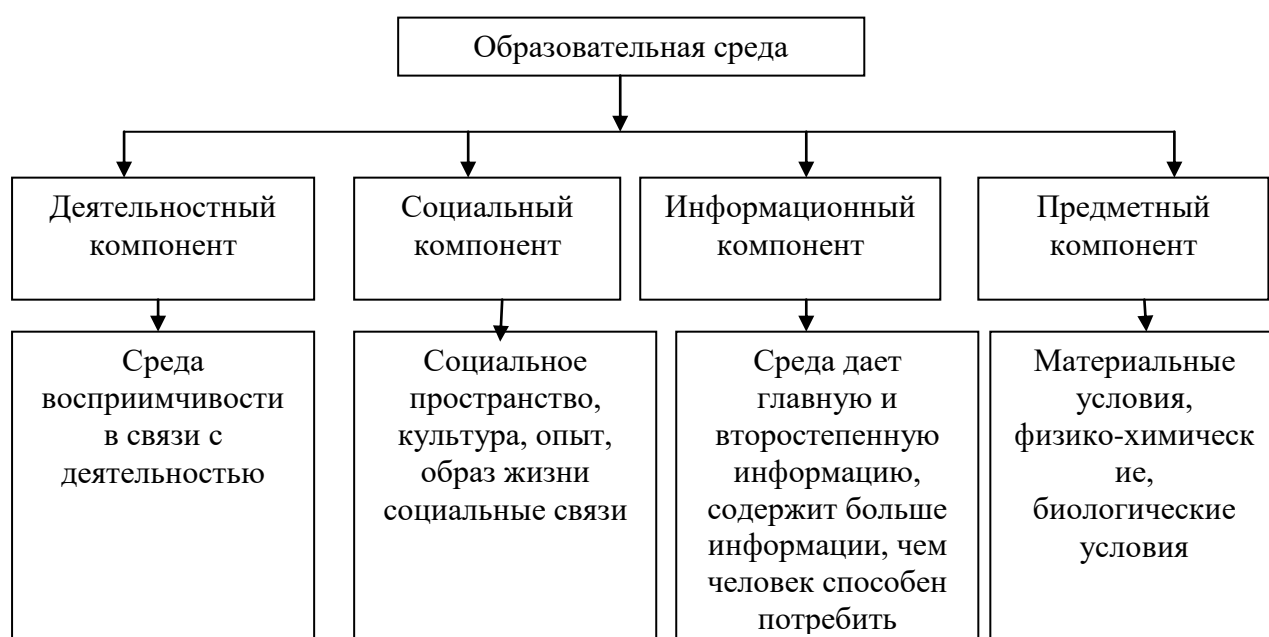 Образовательная среда
Деятельностный
компонент
Социальный
компонент
Информационный
компонент
Предметный
компонент
Среда
восприимчивости
в связи с
деятельностью
Социальное
пространство,
культура, опыт,
образ жизни
социальные связи
Среда дает
главную и
второстепенную
информацию,
содержит больше
информации, чем
человек способен
потребить
Материальные
условия,
физико-химическ
ие,
биологические
условия